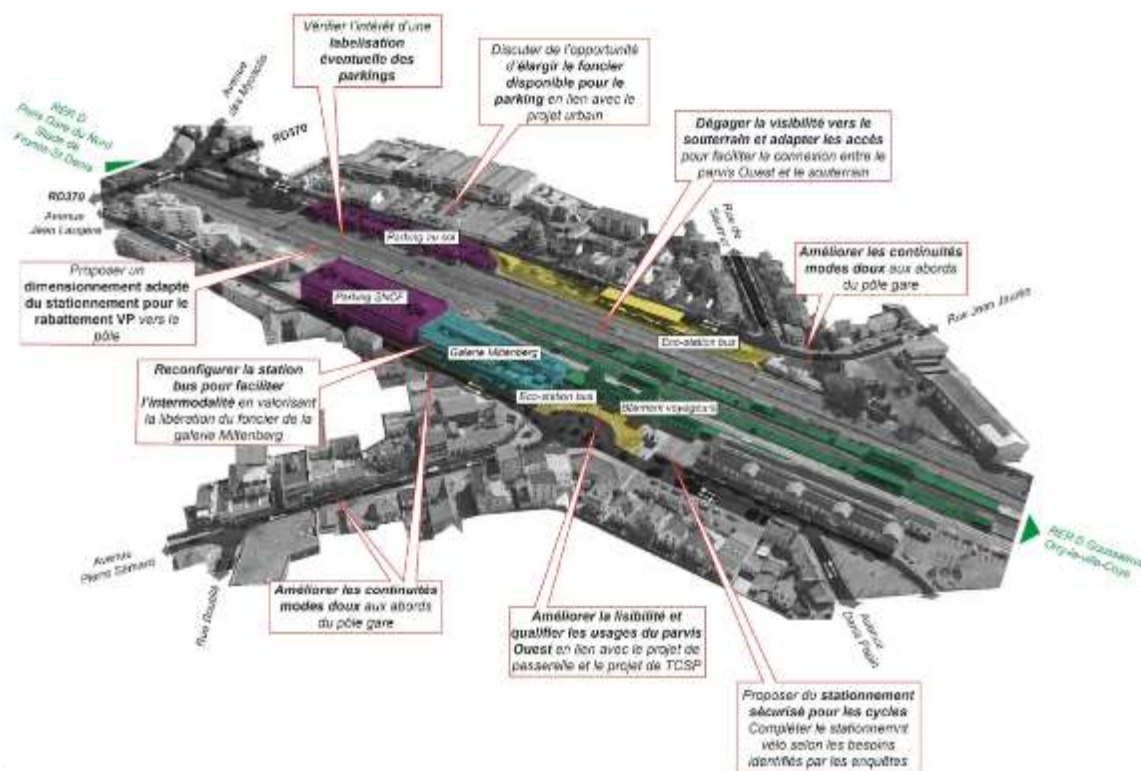 Vérifier l'intérêt d'une
labelisation
éventuelle des
parkings
Discuter de l'opportunité
d'élargir le foncier
disponible pour le
parking en lien avec le
projet urbain
Dégager la visibilité vers le
souterrain et adapter les accès
pour faciliter la connexion entre le
parvis Ouest et le souterrain
Avenue
RER D
Paris Gare du Nord
Stade de
France-St Denis
RD370
RD370
Avenue
Jean Laugère
Parking au sol
Rue de
Améliorer les continuités
modes doux aux abords
du pôle gare
Rue Jean Jaurès
Proposer un
dimensionnement adapté
du stationnement pour le
rabattement VP vers le
pôle
Parking SNCF
Galerie Miltenberg
Eco-station bus
Eco-station bus
Bâtiment voyageurs
Reconfigurer la station
bus pour faciliter
l'intermodalité en valorisant
la libération du foncier de la
galerie Miltenberg
RER D Goussainville
Orry-la-ville-Coye
Avenue
Pierre Sémard
Améliorer les continuités
modes doux aux abords
du pôle gare
Améliorer la lisibilité et
qualifier les usages du parvis
Ouest en lien avec le projet de
passerelle et le projet de TCSP
Avenue
Denis Papin
Proposer du stationnement
sécurisé pour les cycles
Compléter le stationnemnt
vélo selon les besoins
identifiés par les enquêtes